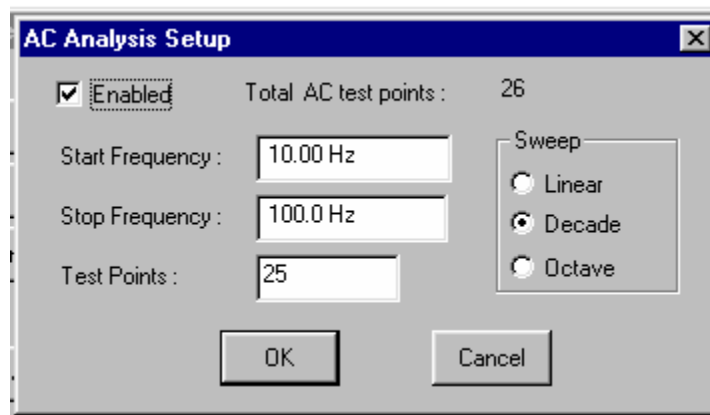 AC Analysis Setup
Enabled
Total AC test points : 26
Start Frequency : 10.00 Hz
Stop Frequency : 100.0 Hz
Test Points : 25
Sweep
Linear
Decade
Octave
OK
Cancel